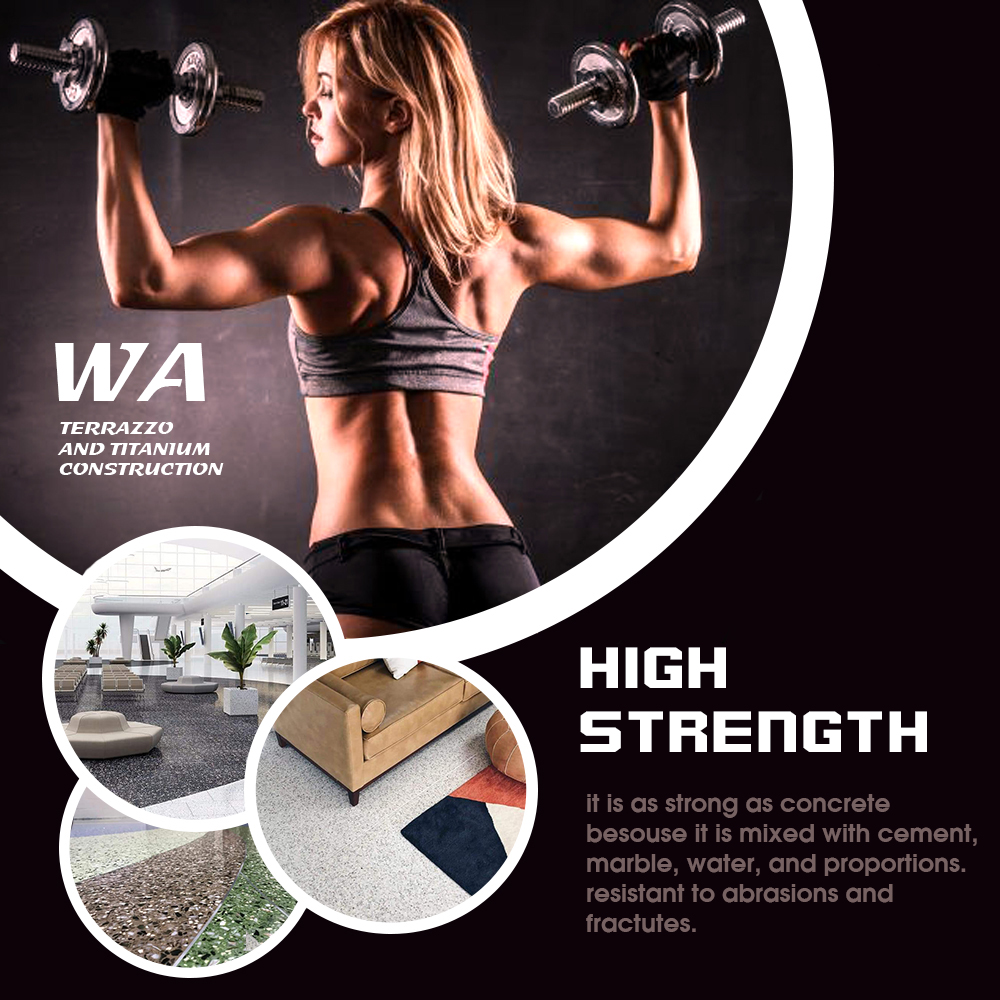 WA
TERRAZZO
AND TITANIUM
CONSTRUCTION
HIGH
STRENGTH
it is as strong as concrete
besouse it is mixed with cement,
marble, water, and proportions.
resistant to abrasions and
fractutes.